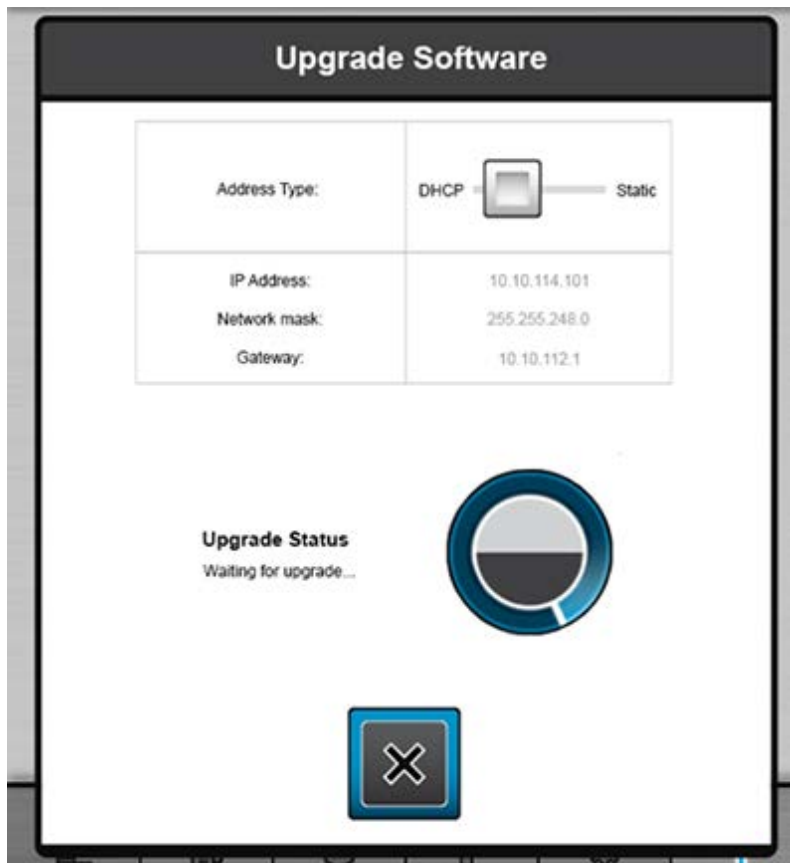 Upgrade Software
Address Type:
DHCP
Static
IP Address:
10.10.114.101
Network mask:
255.255.248.0
Gateway:
10.10.112.1
Upgrade Status
Waiting for upgrade...